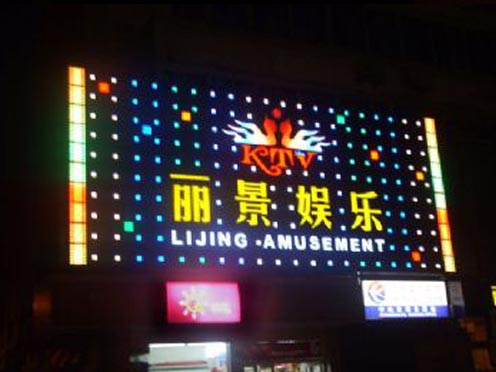 KTV
丽景娱乐
LIJING AMUSEMENT